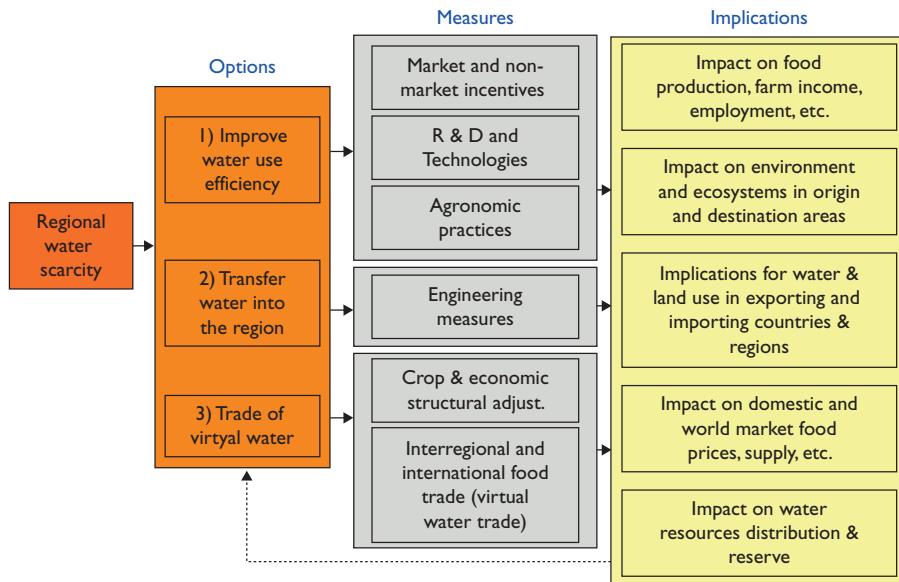 Regional
water
scarcity
Options
1) Improve
water use
efficiency
2) Transfer
water into
the region
3) Trade of
virtyal water
Measures
Market and non-
market incentives
R & D and
Technologies
Agronomic
practices
Engineering
measures
Crop & economic
structural adjust.
Interregional and
international food
trade (virtual
water trade)
Implications
Impact on food
production, farm income,
employment, etc.
Impact on environment
and ecosystems in origin
and destination areas
Implications for water &
land use in exporting and
importing countries &
regions
Impact on domestic and
world market food
prices, supply, etc.
Impact on water
resources distribution &
reserve